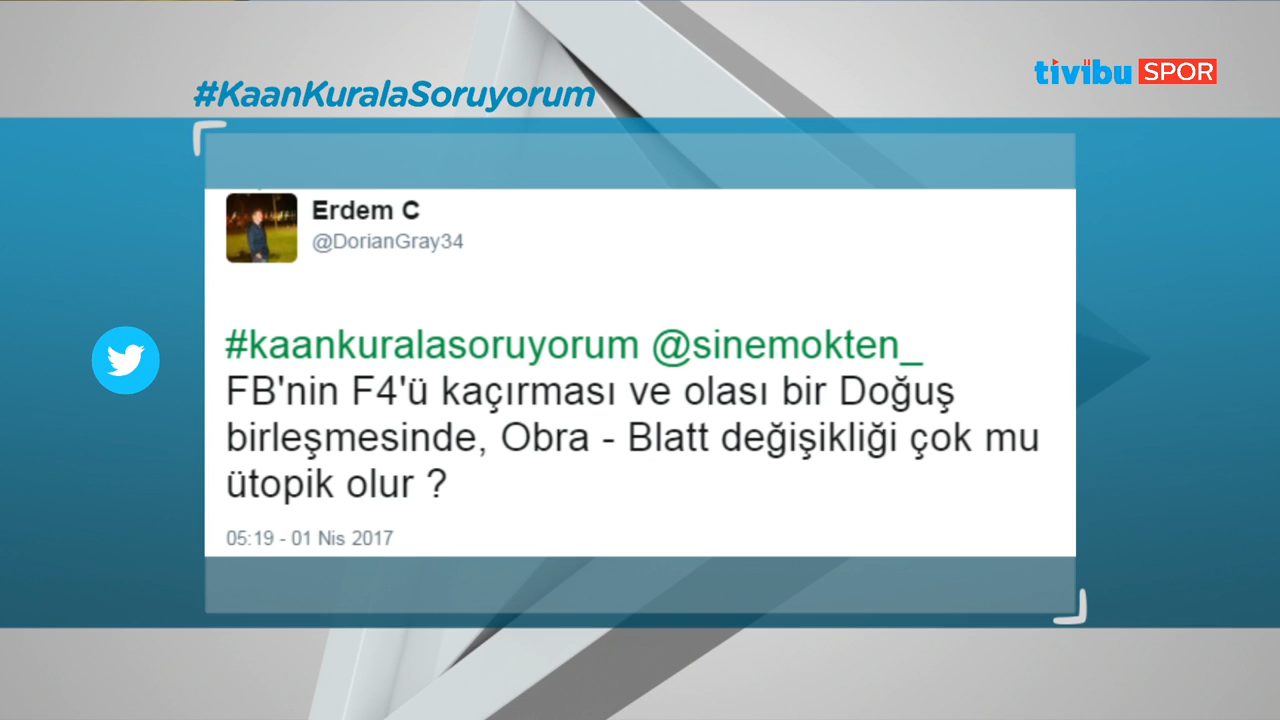 #KaanKuralaSoruyorum
tivibu SPOR
Erdem C
@DorianGray34
#kaankuralasoruyorum @sinemokten_
FB'nin F4'ü kaçırması ve olası bir Doğuş
birleşmesinde, Obra - Blatt değişikliği çok mu
ütopik olur ?
05:19 - 01 Nis 2017